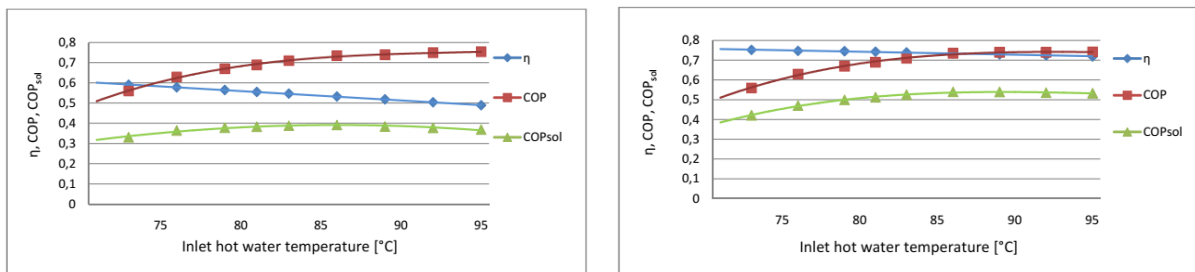 0,8
0,7
0,6
0,5
0,4
0,3
0,2
0,1
0
η, COP, COPsol
75 80 85 90 95
Inlet hot water temperature [°C]
η
COP
COPsol
0,8
0,7
0,6
0,5
0,4
0,3
0,2
0,1
0
η, COP, COPsol
75 80 85 90 95
Inlet hot water temperature [°C]
η
COP
COPsol